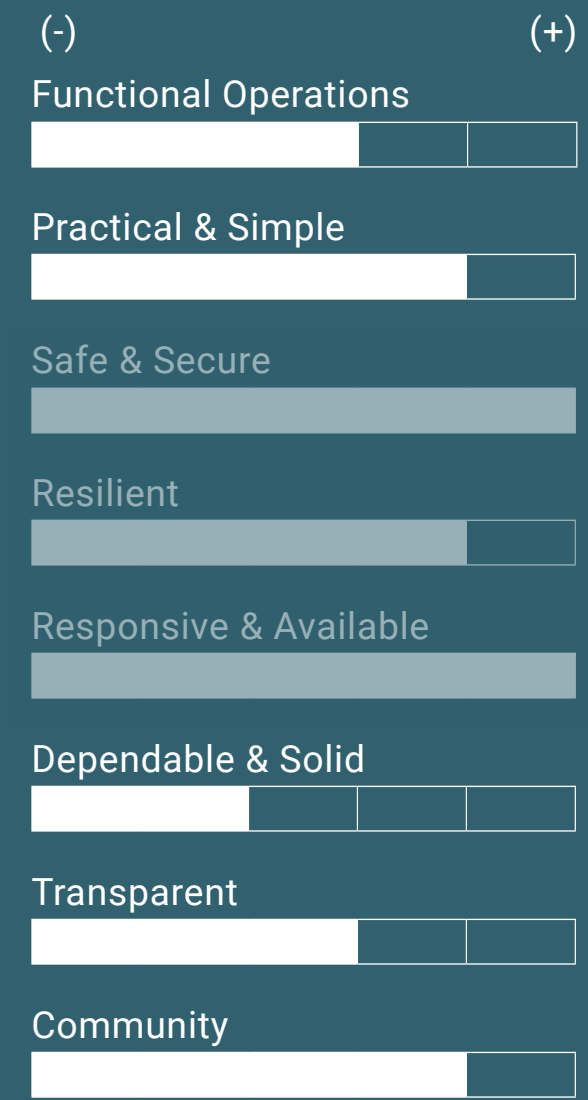 (-) (+)
Functional Operations
Practical & Simple
Safe & Secure
Resilient
Responsive & Available
Dependable & Solid
Transparent
Community